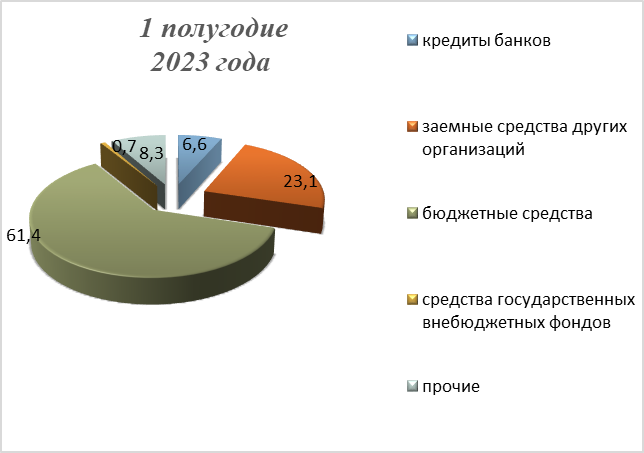 1 полугодие
2023 года
6,6
23,1
61,4
0,7
8,3
кредиты банков
заемные средства других
организаций
бюджетные средства
средства государственных
внебюджетных фондов
прочие